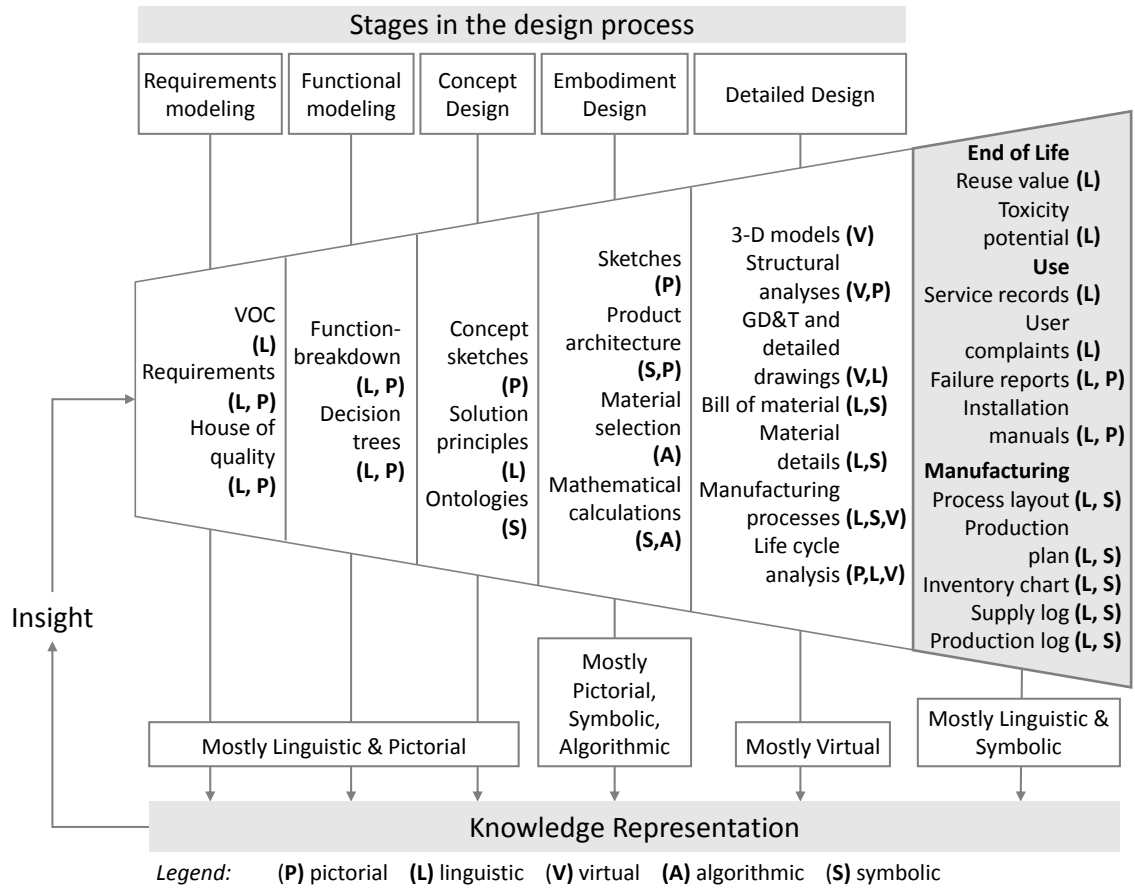 Stages in the design process
Requirements
modeling
Functional
modeling
Concept
Design
Embodiment
Design
Detailed Design
VOC
(L)
Requirements
(L, P)
House of
quality
(L, P)
Function-
breakdown
(L, P)
Decision
trees
(L, P)
Concept
sketches
(P)
Solution
principles
(L)
Ontologies
(S)
Sketches
(P)
Product
architecture
(S,P)
Material
selection
(A)
Mathematical
calculations
(S,A)
3-D models (V)
Structural
analyses (V,P)
GD&T and
detailed
drawings (V,L)
Bill of material (L,S)
Material
details (L,S)
Manufacturing
processes (L,S,V)
Life cycle
analysis (P,L,V)
End of Life
Reuse value (L)
Toxicity
potential (L)
Use
Service records (L)
User
complaints (L)
Failure reports (L, P)
Installation
manuals (L, P)
Manufacturing
Process layout (L, S)
Production
plan (L, S)
Inventory chart (L, S)
Supply log (L, S)
Production log (L, S)
Insight
Mostly Linguistic & Pictorial
Mostly
Pictorial,
Symbolic,
Algorithmic
Mostly Virtual
Mostly Linguistic &
Symbolic
Knowledge Representation
Legend: (P) pictorial (L) linguistic (V) virtual (A) algorithmic (S) symbolic